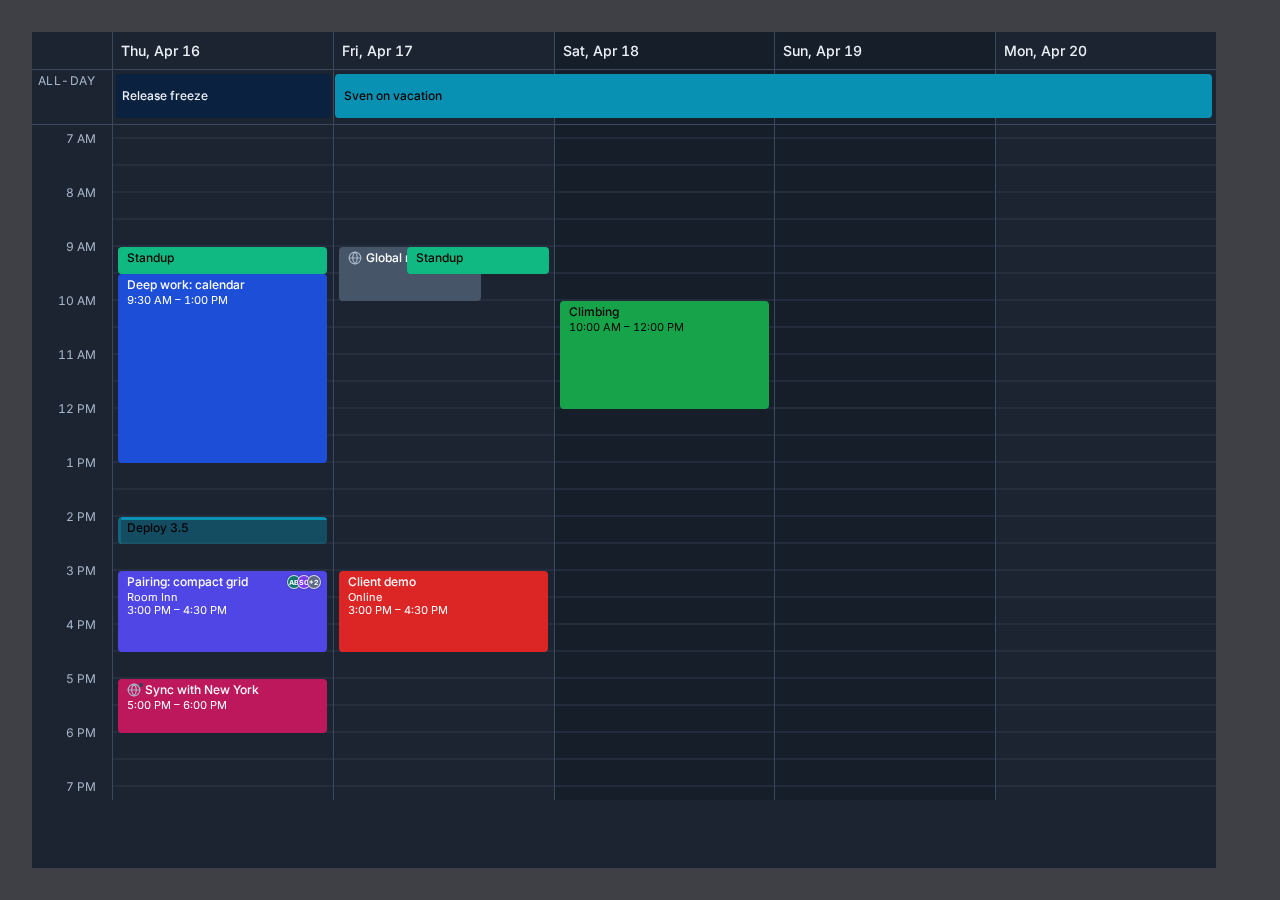 Thu, Apr 16
Fri, Apr 17
Sat, Apr 18
Sun, Apr 19
Mon, Apr 20
ALL-DAY
Release freeze
Sven on vacation
7 AM
8 AM
9 AM
10 AM
11 AM
12 PM
1 PM
2 PM
3 PM
4 PM
5 PM
6 PM
7 PM
Standup
Deep work: calendar
9:30 AM – 1:00 PM
Deploy 3.5
Pairing: compact grid
+2
Room Inn
3:00 PM – 4:30 PM
Sync with New York
5:00 PM – 6:00 PM
Global
Standup
Client demo
Online
3:00 PM – 4:30 PM
Climbing
10:00 AM – 12:00 PM